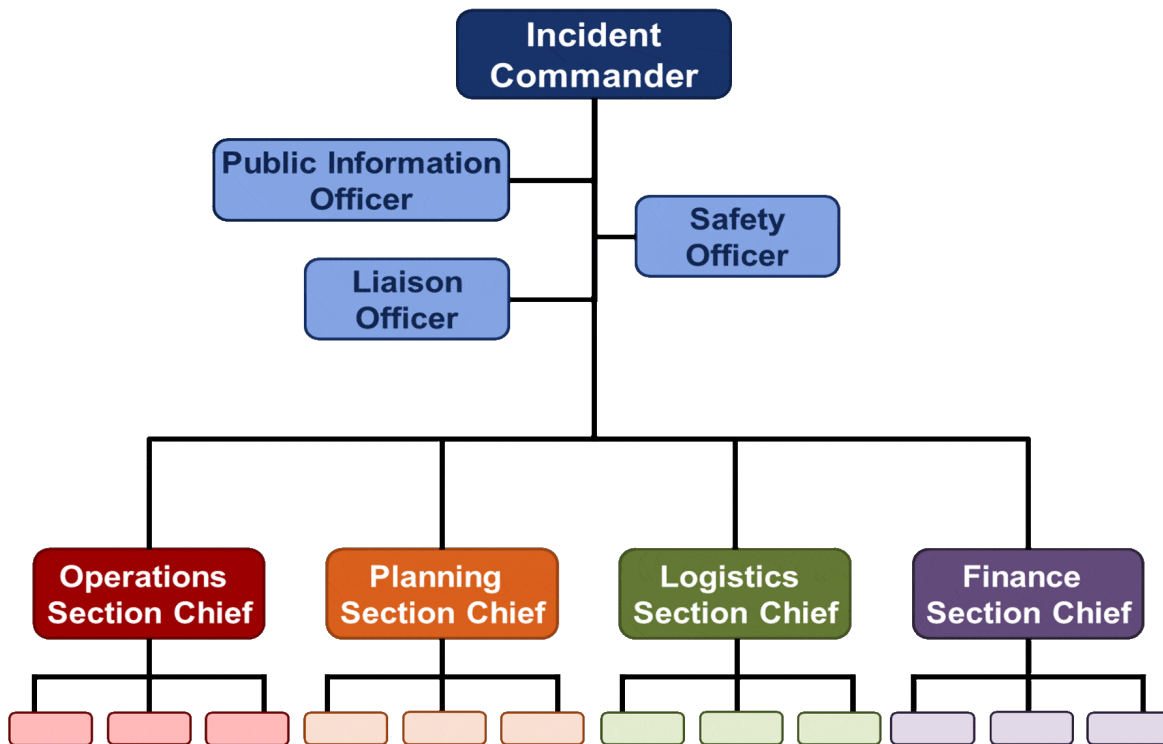 Incident
Commander
Public Information
Officer
Safety
Officer
Liaison
Officer
Operations
Section Chief
Planning
Section Chief
Logistics
Section Chief
Finance
Section Chief